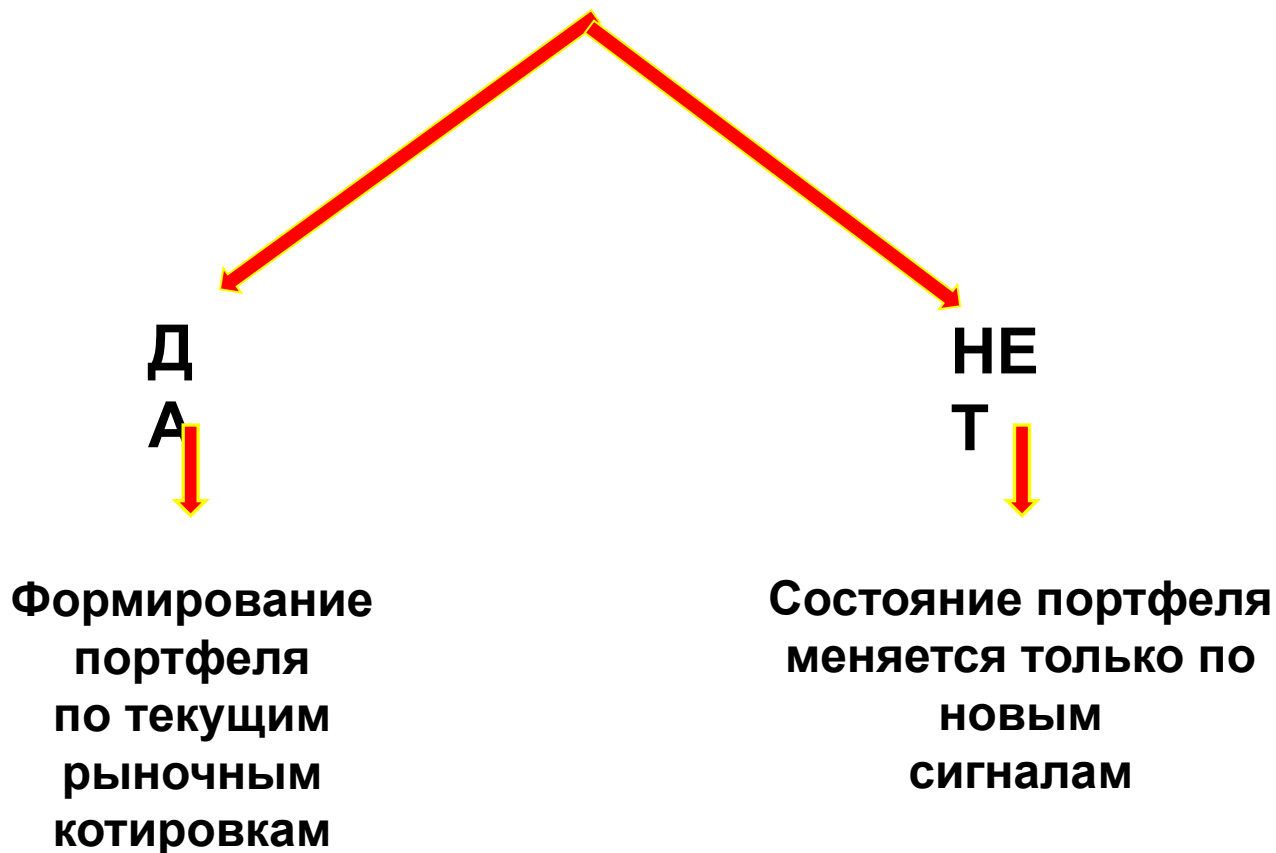 Д
А
НЕ
Т
Формирование
портфеля
по текущим
рыночным
котировкам
Состояние портфеля
меняется только по
новым
сигналам